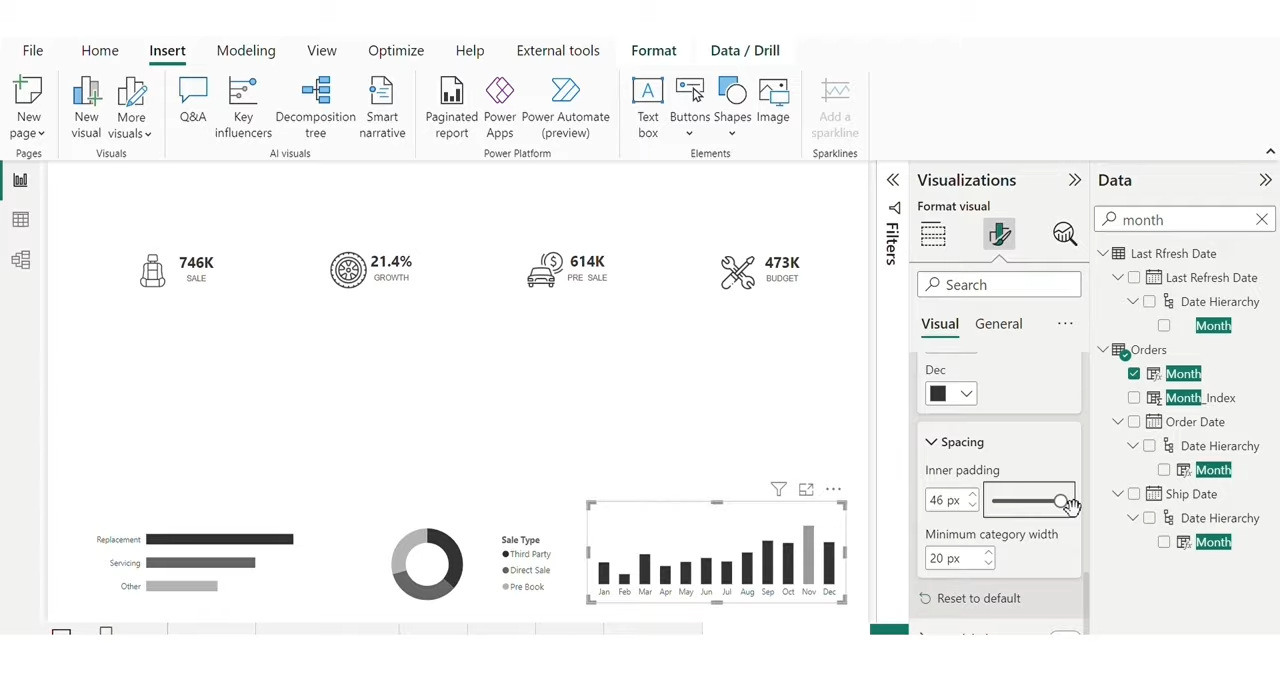 File Home Insert Modeling View Optimize Help External tools Format Data / Drill
New page
New visual
More visuals
Q&A
Key influencers
Decomposition tree
Smart narrative
Paginated report
Power Apps
Power Automate (preview)
Text box
Buttons
Shapes
Image
Add a sparkline
Pages Visuals AI visuals Power Platform Elements Sparklines
746K
SALE
21.4%
GROWTH
614K
PRE SALE
473K
BUDGET
Replacement
Servicing
Other
Sale Type
Third Party
Direct Sale
Pre Book
Jan Feb Mar Apr May Jun Jul Aug Sep Oct Nov Dec
Filters
Visualizations
Format visual
Search
Visual General
Dec
Spacing
Inner padding
46 px
Minimum category width
20 px
Reset to default
Data
month
Last Rfresh Date
Last Refresh Date
Date Hierarchy
Month
Orders
Month
Month_Index
Order Date
Date Hierarchy
Month
Ship Date
Date Hierarchy
Month